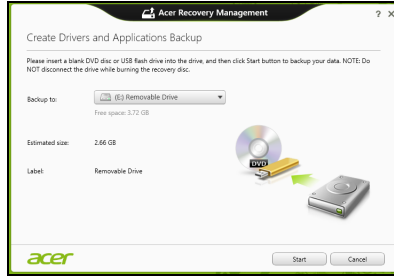 Acer Recovery Management
? X
Create Drivers and Applications Backup
Please insert a blank DVD disc or USB flash drive into the drive, and then click Start button to backup your data. NOTE: Do
NOT disconnect the drive while burning the recovery disc.
Backup to:
(E:) Removable Drive
Free space: 3.72 GB
Estimated size:
2.66 GB
Label:
Removable Drive
DVD
acer
Start
Cancel